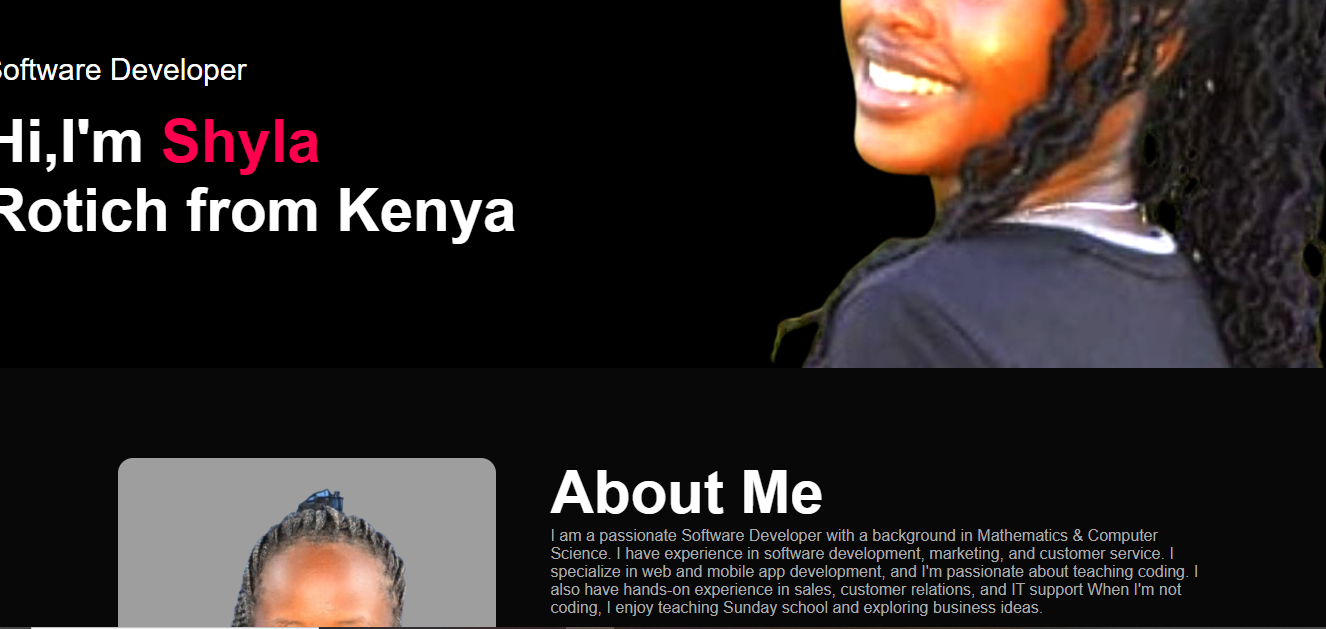 Software Developer
Hi,I'm Shyla
Rotich from Kenya
About Me
I am a passionate Software Developer with a background in Mathematics & Computer
Science. I have experience in software development, marketing, and customer service. I
specialize in web and mobile app development, and I'm passionate about teaching coding. I
also have hands-on experience in sales, customer relations, and IT support When I'm not
coding, I enjoy teaching Sunday school and exploring business ideas.